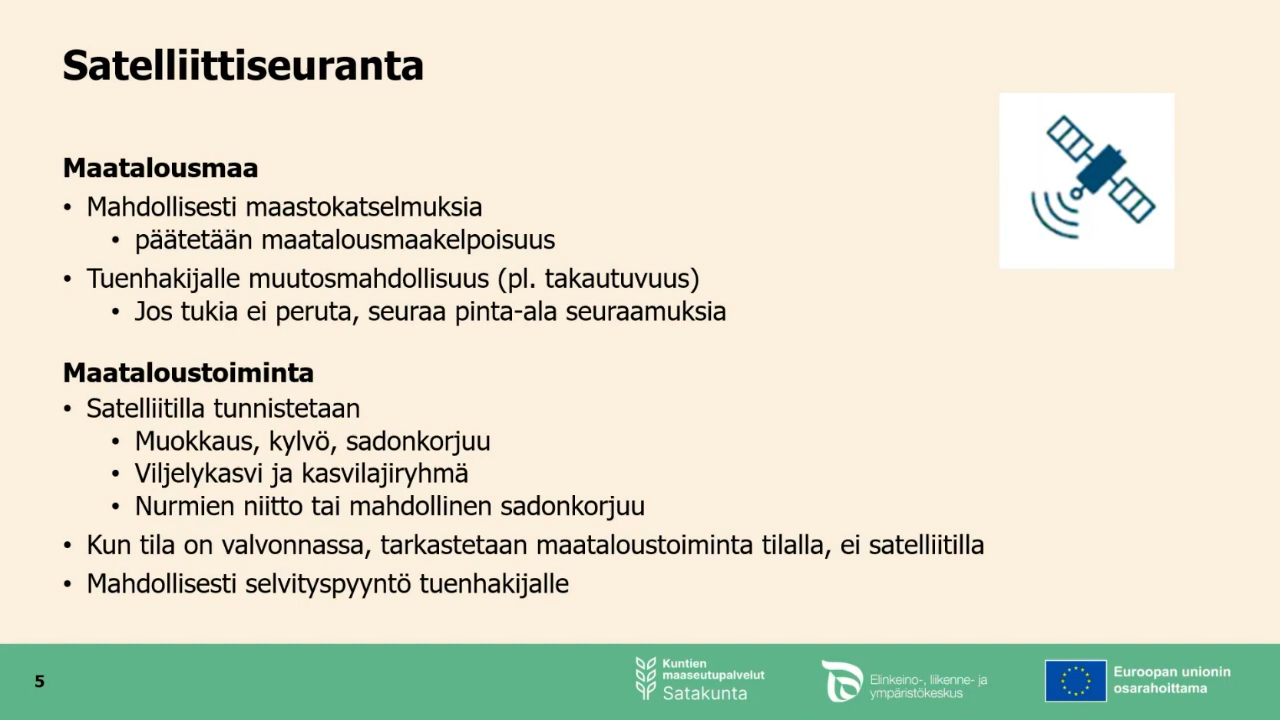 Satelliittiseuranta
Maatalousmaa
• Mahdollisesti maastokatselmuksia
• päätetään maatalousmaakelpoisuus
• Tuenhakijalle muutosmahdollisuus (pl. takautuvuus)
• Jos tukia ei peruta, seuraa pinta-ala seuraamuksia
Maataloustoiminta
• Satelliitilla tunnistetaan
• Muokkaus, kylvö, sadonkorjuu
• Viljelykasvi ja kasvilajiryhmä
• Nurmien niitto tai mahdollinen sadonkorjuu
• Kun tila on valvonnassa, tarkastetaan maataloustoiminta tilalla, ei satelliitilla
• Mahdollisesti selvityspyyntö tuenhakijalle
5
Kuntien
maaseutupalvelut
Satakunta
Elinkeino-, liikenne- ja
ympäristökeskus
Euroopan unionin
osarahoittama